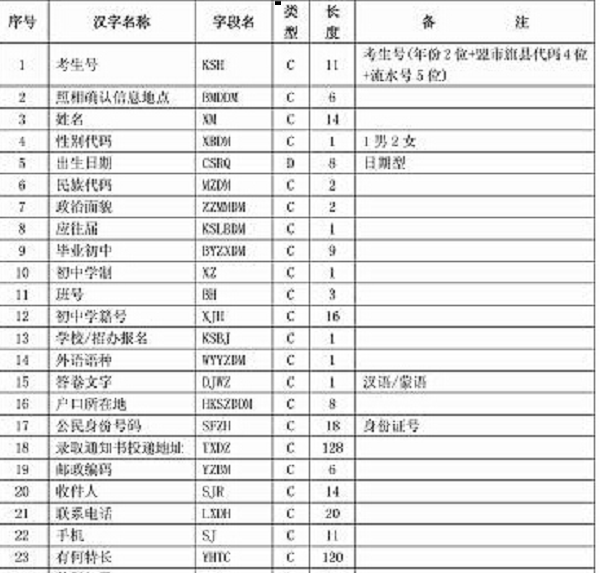 序号 汉字名称 字段名 类型 长度 备 注
1 考生号 KSH C 11 考生号(年份2位+盟市旗县代码4位
+流水号5位)
2 照相确认信息地点 BMDDM C 6
3 姓名 XM C 14
4 性别代码 XBDM C 1 1男2女
5 出生日期 CSRQ D 8 日期型
6 民族代码 MZDM C 2
7 政治面貌 ZZMMDM C 2
8 应往届 KSLBDM C 1
9 毕业初中 BYZXDM C 9
10 初中学制 XZ C 1
11 班号 BH C 3
12 初中学籍号 XJH C 16
13 学校/招办报名 KSBJ C 1
14 外语语种 WYYZDM C 1
15 答卷文字 DJWZ C 1 汉语/蒙语
16 户口所在地 HKSZDDM C 8
17 公民身份号码 SFZH C 18 身份证号
18 录取通知书投递地址 TXDZ C 128
19 邮政编码 YZBM C 6
20 收件人 SJR C 14
21 联系电话 LXDH C 20
22 手机 SJ C 11
23 有何特长 YHTC C 120